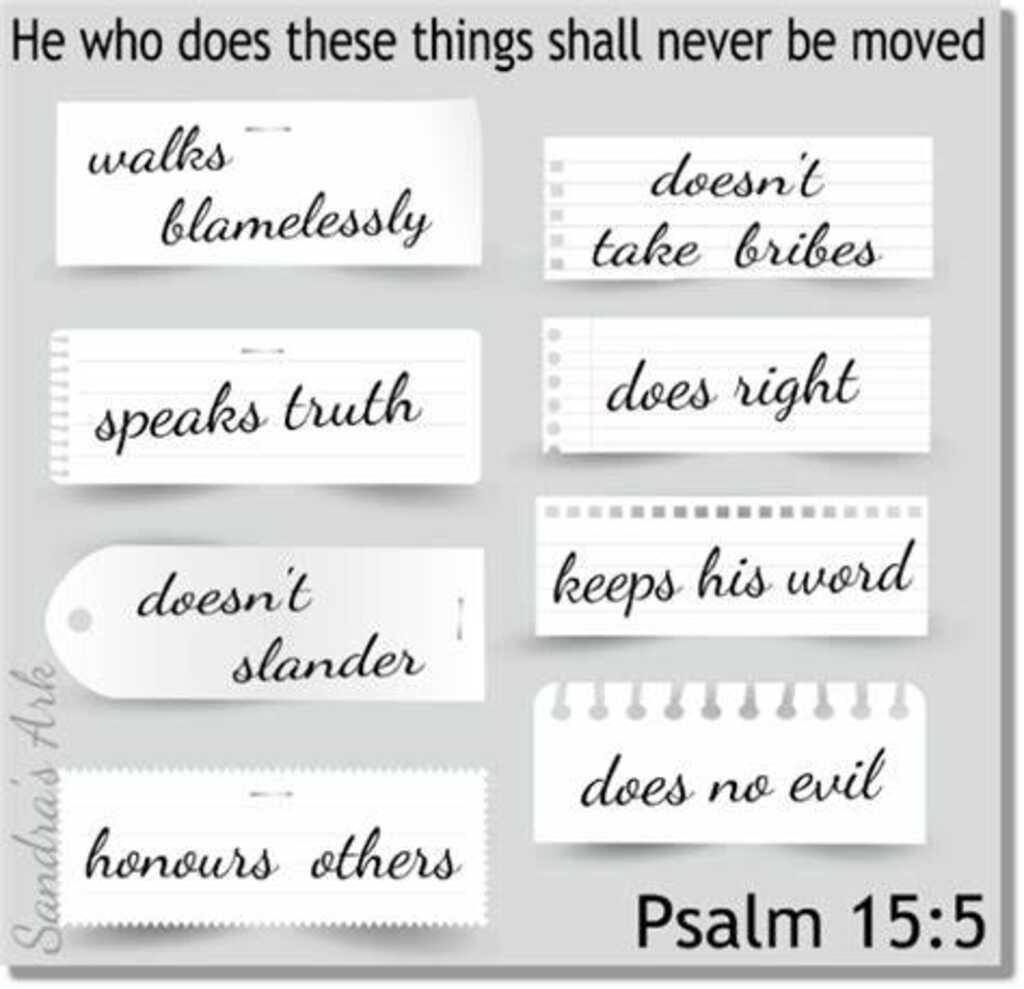 He who does these things shall never be moved
walks
blamelessly
speaks truth
doesn't
slander
honours others
doesn't
take bribes
does right
keeps his word
does no evil
Psalm 15:5
Sandra's Ark